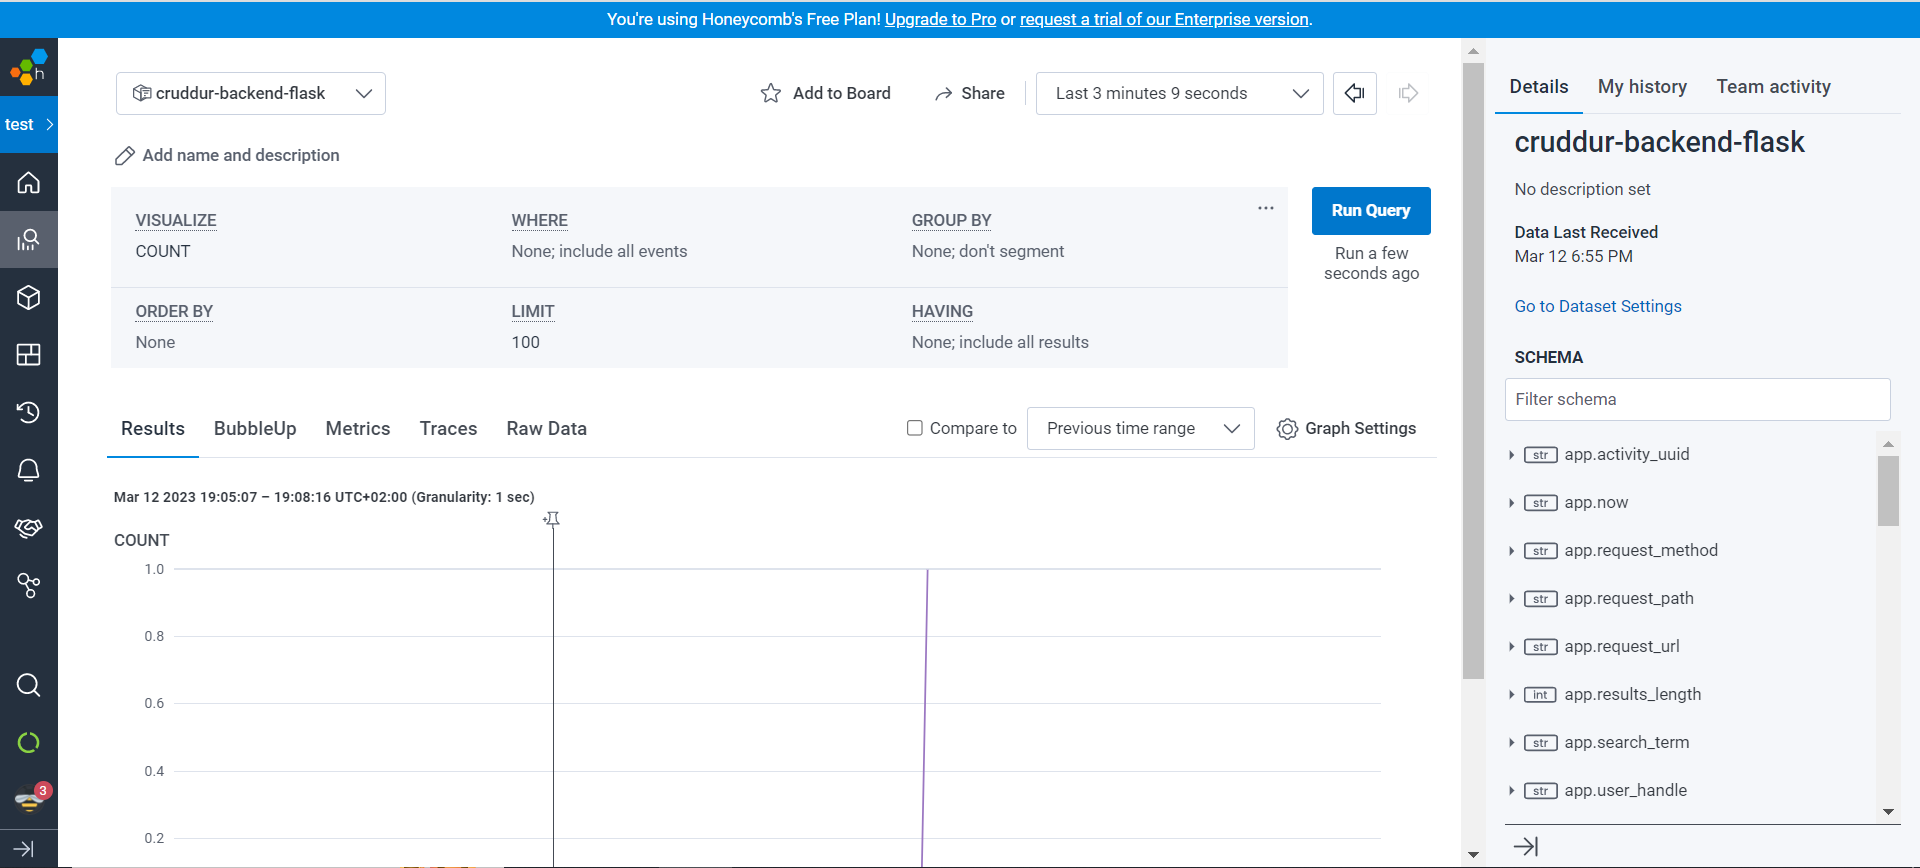 You're using Honeycomb's Free Plan! Upgrade to Pro or request a trial of our Enterprise version.
h
test
3
cruddur-backend-flask
Add to Board
Share
Last 3 minutes 9 seconds
Add name and description
VISUALIZE
COUNT
WHERE
None; include all events
GROUP BY
None; don't segment
...
Run Query
Run a few
seconds ago
ORDER BY
None
LIMIT
100
HAVING
None; include all results
Results
BubbleUp
Metrics
Traces
Raw Data
Compare to
Previous time range
Graph Settings
Mar 12 2023 19:05:07 – 19:08:16 UTC+02:00 (Granularity: 1 sec)
COUNT
1.0
0.8
0.6
0.4
0.2
Details
My history
Team activity
cruddur-backend-flask
No description set
Data Last Received
Mar 12 6:55 PM
Go to Dataset Settings
SCHEMA
Filter schema
str app.activity_uuid
str app.now
str app.request_method
str app.request_path
str app.request_url
int app.results_length
str app.search_term
str app.user_handle